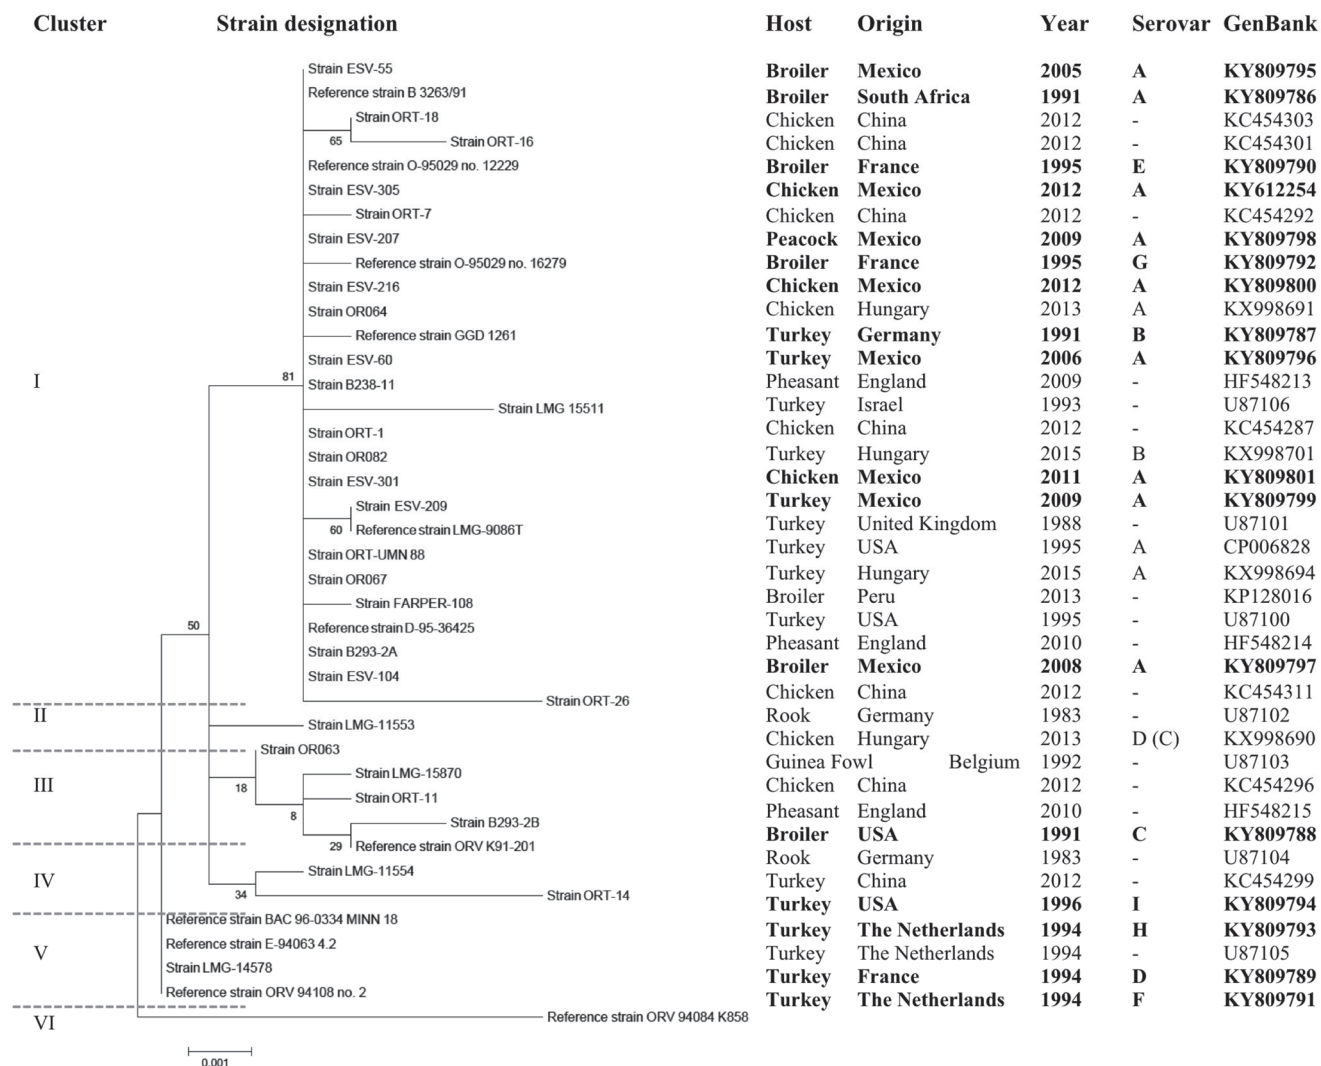 Cluster Strain designation Host Origin Year Serovar GenBank
Strain ESV-55 Broiler Mexico 2005 A KY809795
Reference strain B 3263/91 Broiler South Africa 1991 A KY809786
Strain ORT-18 Chicken China 2012 - KC454303
65 Strain ORT-16 Chicken China 2012 - KC454301
Reference strain O-95029 no. 12229 Broiler France 1995 E KY809790
Strain ESV-305 Chicken Mexico 2012 A KY612254
Strain ORT-7 Chicken China 2012 - KC454292
Strain ESV-207 Peacock Mexico 2009 A KY809798
Reference strain O-95029 no. 16279 Broiler France 1995 G KY809792
Strain ESV-216 Chicken Mexico 2012 A KY809800
Strain OR064 Chicken Hungary 2013 A KX998691
Reference strain GGD 1261 Turkey Germany 1991 B KY809787
Strain ESV-60 Turkey Mexico 2006 A KY809796
I 81 Strain B238-11 Pheasant England 2009 - HF548213
Strain LMG 15511 Turkey Israel 1993 - U87106
Strain ORT-1 Chicken China 2012 - KC454287
Strain OR082 Turkey Hungary 2015 B KX998701
Strain ESV-301 Chicken Mexico 2011 A KY809801
Strain ESV-209 Turkey Mexico 2009 A KY809799
60 Reference strain LMG-9086T Turkey United Kingdom 1988 - U87101
Strain ORT-UMN 88 Turkey USA 1995 A CP006828
Strain OR067 Turkey Hungary 2015 A KX998694
Strain FARPER-108 Broiler Peru 2013 - KP128016
50 Reference strain D-95-36425 Turkey USA 1995 - U87100
Strain B293-2A Pheasant England 2010 - HF548214
Strain ESV-104 Broiler Mexico 2008 A KY809797
Strain ORT-26 Chicken China 2012 - KC454311
II Strain LMG-11553 Rook Germany 1983 - U87102
Strain OR063 Chicken Hungary 2013 D (C) KX998690
Strain LMG-15870 Guinea Fowl Belgium 1992 - U87103
III 18 Strain ORT-11 Chicken China 2012 - KC454296
8 Strain B293-2B Pheasant England 2010 - HF548215
29 Reference strain ORV K91-201 Broiler USA 1991 C KY809788
Strain LMG-11554 Rook Germany 1983 - U87104
IV 34 Strain ORT-14 Turkey China 2012 - KC454299
Reference strain BAC 96-0334 MINN 18 Turkey USA 1996 I KY809794
Reference strain E-94063 4.2 Turkey The Netherlands 1994 H KY809793
V Strain LMG-14578 Turkey The Netherlands 1994 - U87105
Reference strain ORV 94108 no. 2 Turkey France 1994 D KY809789
VI Reference strain ORV 94084 K858 Turkey The Netherlands 1994 F KY809791
0.001